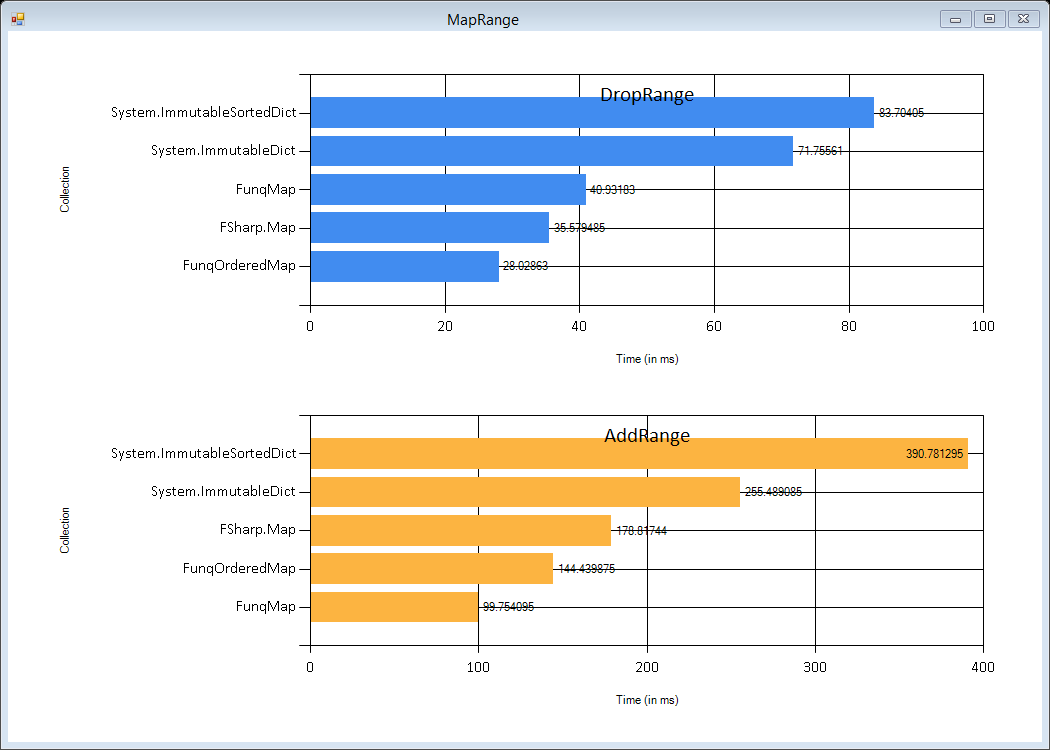 MapRange
DropRange
System.ImmutableSortedDict
83.70405
System.ImmutableDict
71.75561
Collection
FunqMap
40.93183
FSharp.Map
35.579485
FunqOrderedMap
28.02863
0 20 40 60 80 100
Time (in ms)
AddRange
System.ImmutableSortedDict
390.781295
System.ImmutableDict
255.489085
Collection
FSharp.Map
178.81744
FunqOrderedMap
144.439875
FunqMap
99.754095
0 100 200 300 400
Time (in ms)